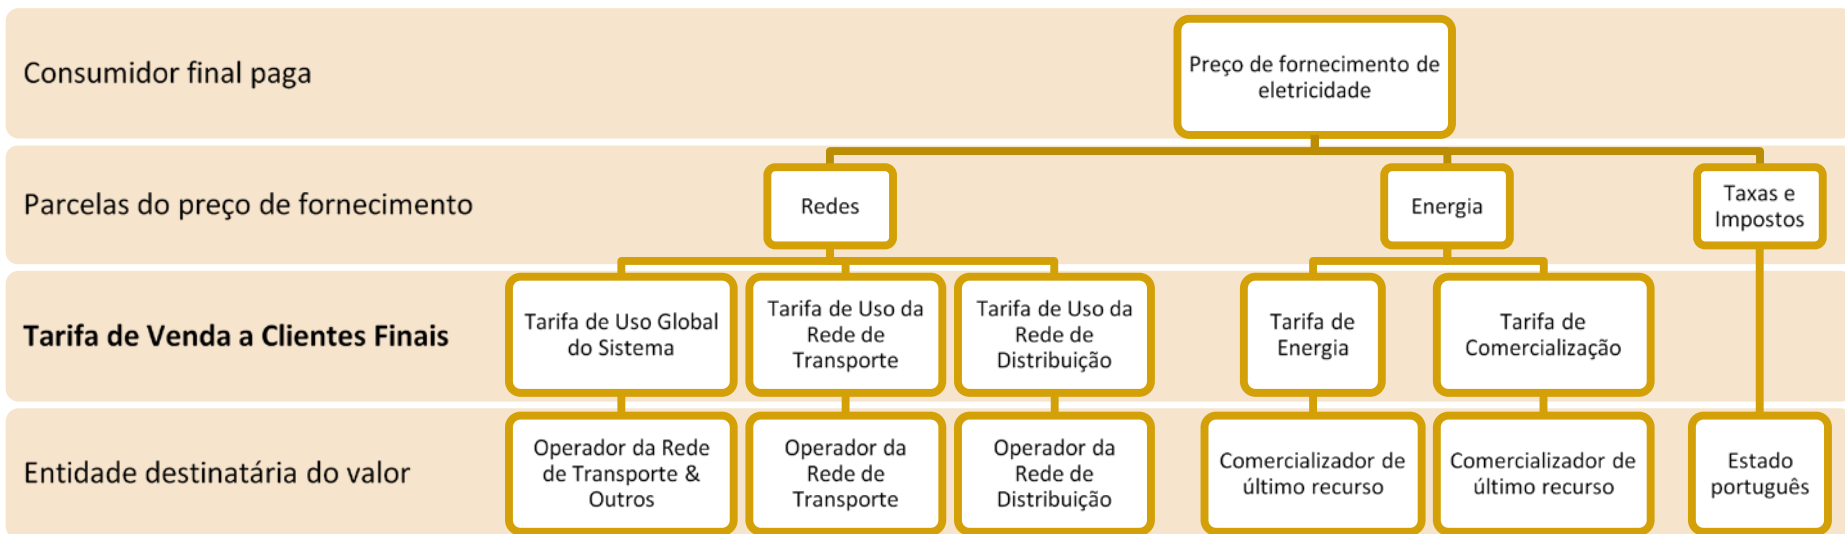 Consumidor final paga
Preço de fornecimento de
eletricidade
Parcelas do preço de fornecimento
Redes
Energia
Taxas e
Impostos
Tarifa de Venda a Clientes Finais
Tarifa de Uso Global
do Sistema
Tarifa de Uso da
Rede de
Transporte
Tarifa de Uso da
Rede de
Distribuição
Tarifa de
Energia
Tarifa de
Comercialização
Entidade destinatária do valor
Operador da Rede
de Transporte &
Outros
Operador da
Rede de
Transporte
Operador da
Rede de
Distribuição
Comercializador de
último recurso
Comercializador de
último recurso
Estado
português